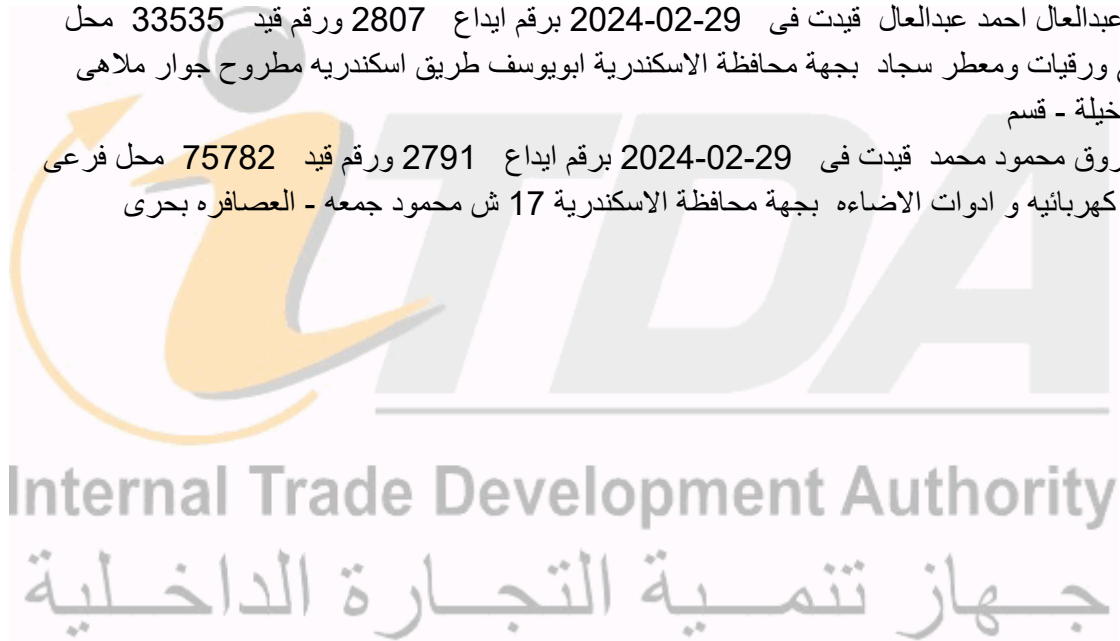 عبدالعال احمد عبدالعال قيدت فى 29-02-2024 برقم ايداع 2807 ورقم قيد 33535 محل
ورقيات ومعطر سجاد بجهة محافظة الاسكندرية ابويوسف طريق اسكندريه مطروح جوار ملاهى
- قسم
محمود محمد قيدت فى 29-02-2024 برقم ايداع 2791 ورقم قيد 75782 محل فرعى
كهربائيه و ادوات الاضاءه بجهة محافظة الاسكندرية 17 ش محمود جمعه - العصافره بحرى
iTDA
Internal Trade Development Authority
جهاز تنمية التجارة الداخلية